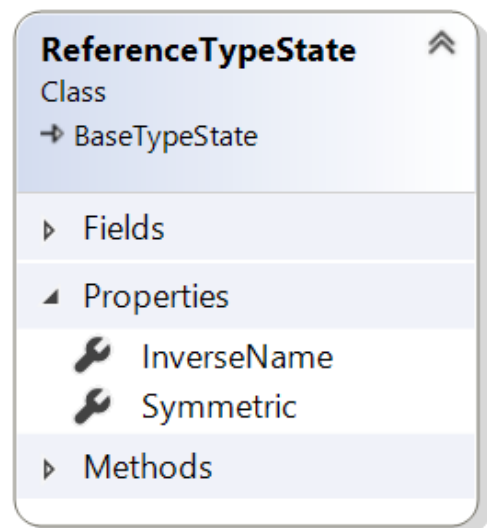 ReferenceTypeState
Class
BaseTypeState
Fields
Properties
InverseName
Symmetric
Methods